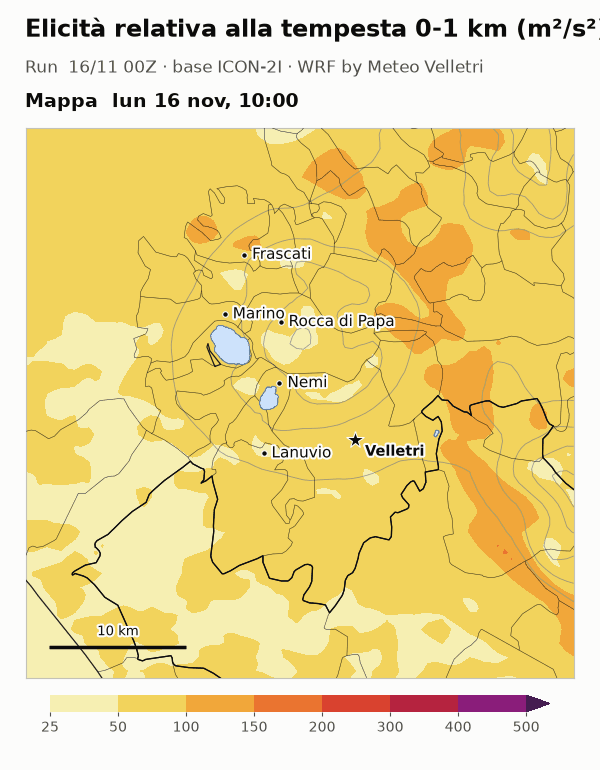 Elicità relativa alla tempesta 0-1 km (m²/s²)
Run  16/11 00Z · base ICON-2I · WRF by Meteo Velletri
Mappa  lun 16 nov, 10:00
Frascati
Marino
Rocca di Papa
Nemi
Velletri
Lanuvio
10 km
25 50 100 150 200 300 400 500